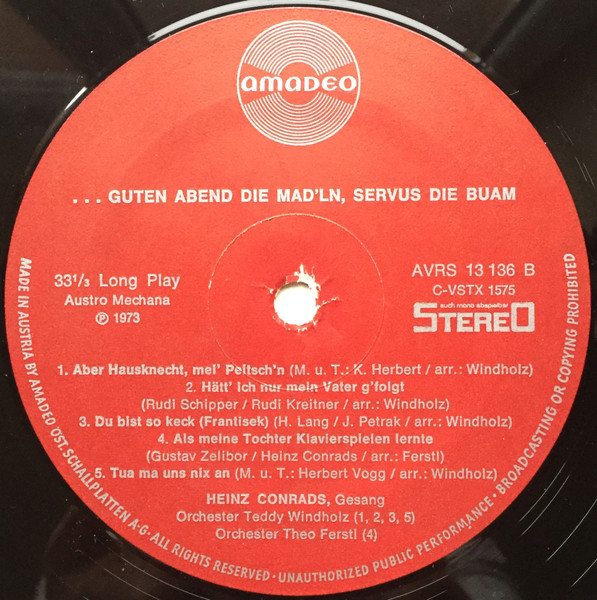 AMADEO
... GUTEN ABEND DIE MAD'LN, SERVUS DIE BUAM
33 1/3 Long Play
Austro Mechana
℗ 1973
AVRS 13 136 B
C-VSTX 1575
auch mono abspielbar
STEREO
1. Aber Hausknecht, mei' Peitsch'n (M. u. T.: K. Herbert / arr.: Windholz)
2. Hätt' ich nur mein Vater g'folgt
(Rudi Schipper / Rudi Kreitner / arr.: Windholz)
3. Du bist so keck (Frantisek) (H. Lang / J. Petrak / arr.: Windholz)
4. Als meine Tochter Klavierspielen lernte
(Gustav Zelibor / Heinz Conrads / arr.: Ferstl)
5. Tua ma uns nix an (M. u. T.: Herbert Vogg / arr.: Windholz)
HEINZ CONRADS, Gesang
Orchester Teddy Windholz (1, 2, 3, 5)
Orchester Theo Ferstl (4)
MADE IN AUSTRIA BY AMADEO ÖST. SCHALLPLATTEN A-G · ALL RIGHTS RESERVED · UNAUTHORIZED PUBLIC PERFORMANCE · BROADCASTING OR COPYING PROHIBITED